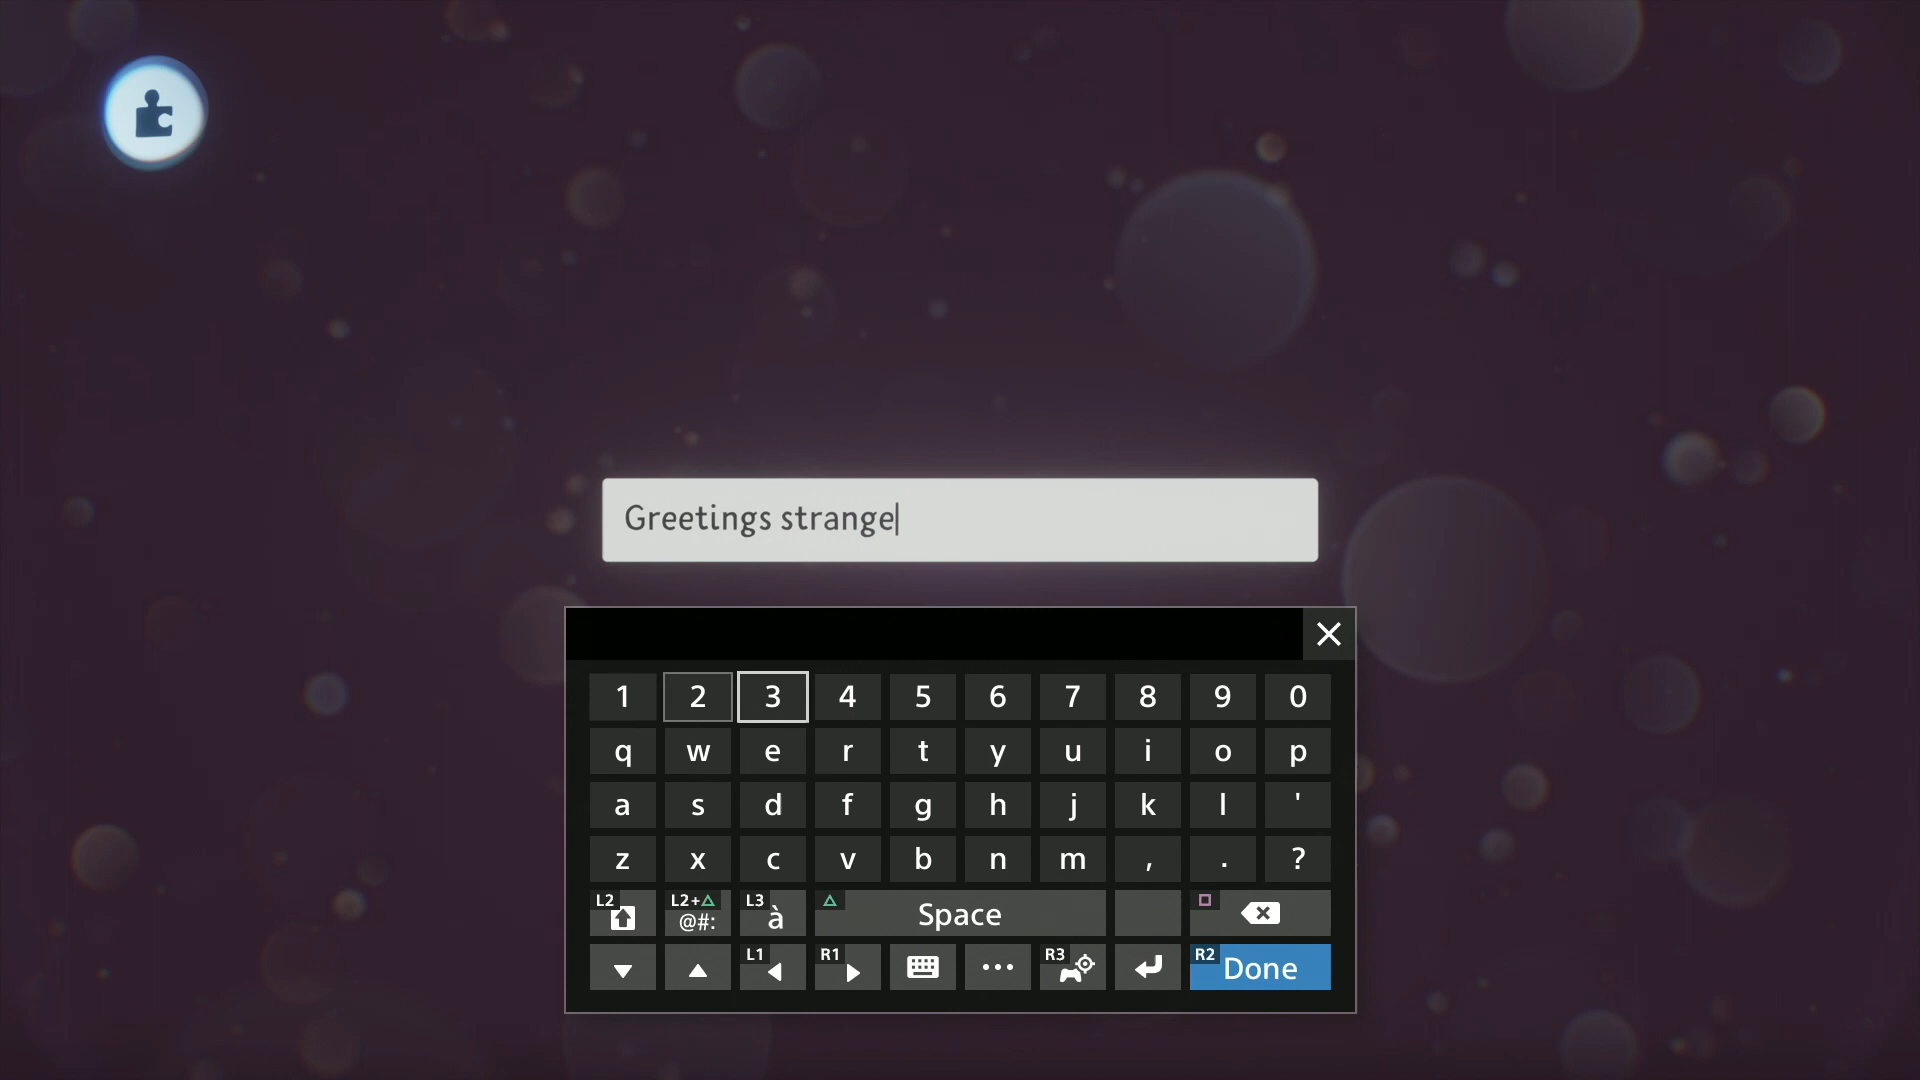 Greetings strange
1 2 3 4 5 6 7 8 9 0
q w e r t y u i o p
a s d f g h j k l '
z x c v b n m , . ?
L2 L2+△ @#: L3 à △ Space □
L1 R1 ... R3 R2 Done